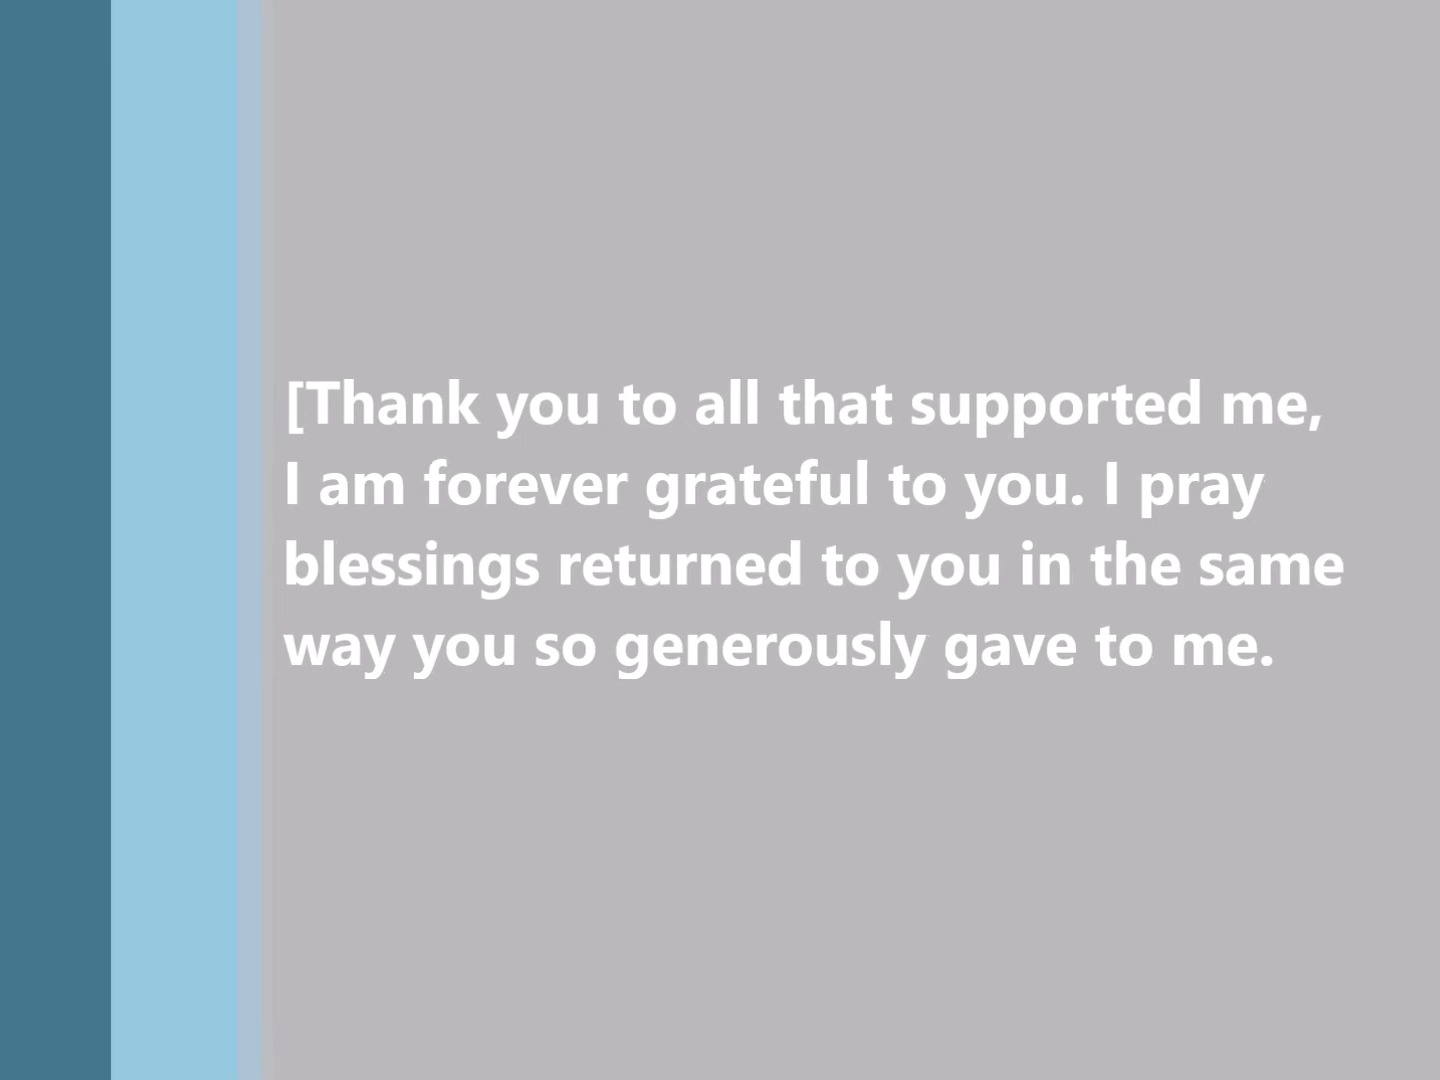 [Thank you to all that supported me,
I am forever grateful to you. I pray
blessings returned to you in the same
way you so generously gave to me.